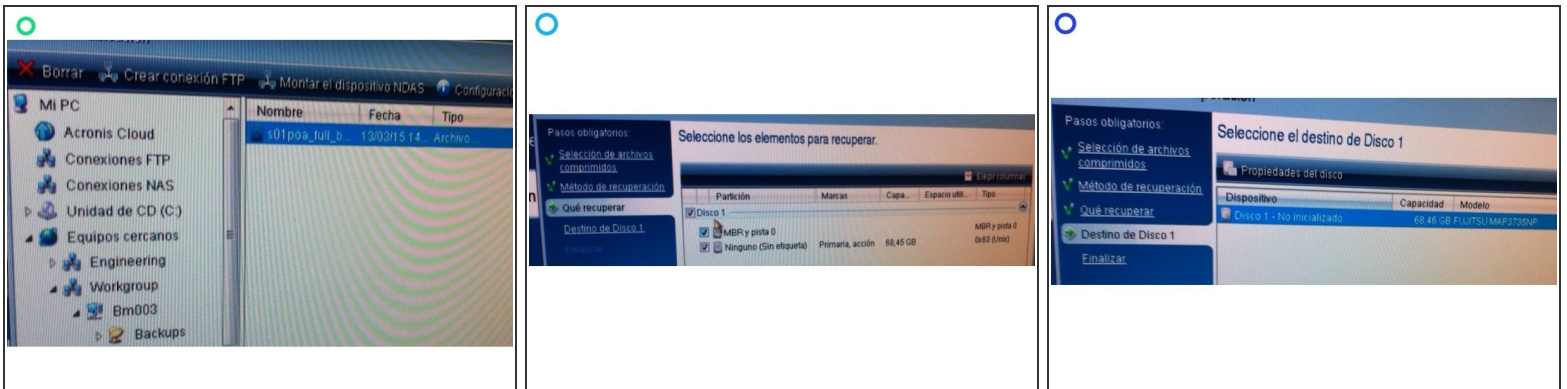 Borrar Crear conexión FTP Montar el dispositivo NDAS
Mi PC
Acronis Cloud
Conexiones FTP
Conexiones NAS
Unidad de CD (C:)
Equipos cercanos
Engineering
Workgroup
Bm003
Backups
Nombre Fecha Tipo
s01poa_full_b... 13/03/15 14... Archivo...
Pasos obligatorios:
Selección de archivos
comprimidos
Método de recuperación
Qué recuperar
Destino de Disco 1
Finalizar
Seleccione los elementos para recuperar.
Elegir columnas
Partición Marcas Capa... Espacio utili... Tipo
Disco 1
MBR y pista 0 MBR y pista 0
Ninguno (Sin etiqueta) Primaria, acción 68,45 GB 0x63 (Unix)
Pasos obligatorios:
Selección de archivos
comprimidos
Método de recuperación
Qué recuperar
Destino de Disco 1
Finalizar
Seleccione el destino de Disco 1
Propiedades del disco
Dispositivo Capacidad Modelo
Disco 1 - No inicializado 68,46 GB FUJITSU MAP3735NP